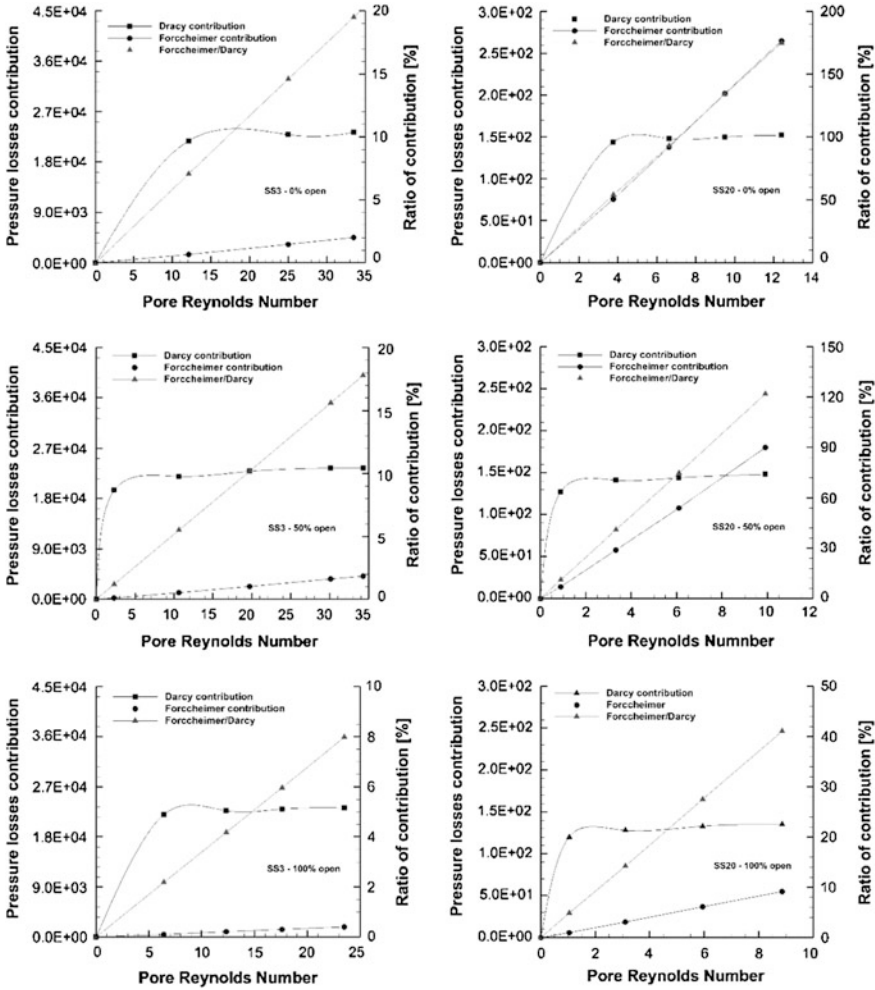 4.5E+04
3.6E+04
2.7E+04
1.8E+04
9.0E+03
0.0E+00
20
15
10
5
0
0 5 10 15 20 25 30 35
Pressure losses contribution
Ratio of contribution [%]
Dracy contribution
Forccheimer contribution
Forccheimer/Darcy
SS3 - 0% open
Pore Reynolds Number
3.0E+02
2.5E+02
2.0E+02
1.5E+02
1.0E+02
5.0E+01
0.0E+00
200
150
100
50
0
0 2 4 6 8 10 12 14
Pressure losses contribution
Ratio of contribution [%]
Darcy contribution
Forccheimer contribution
Forccheimer/Darcy
SS20 - 0% open
Pore Reynolds Number
4.5E+04
3.6E+04
2.7E+04
1.8E+04
9.0E+03
0.0E+00
20
15
10
5
0
0 5 10 15 20 25 30 35
Pressure losses contribution
Ratio of contribution [%]
Darcy contribution
Forccheimer contribution
Forccheimer/Darcy
SS3 - 50% open
Pore Reynolds Number
3.0E+02
2.5E+02
2.0E+02
1.5E+02
1.0E+02
5.0E+01
0.0E+00
150
120
90
60
30
0
0 2 4 6 8 10 12
Pressure losses contribution
Ratio of contribution [%]
Darcy contribution
Forccheimer contribution
Forccheimer/Darcy
SS20 - 50% open
Pore Reynolds Numnber
4.5E+04
3.6E+04
2.7E+04
1.8E+04
9.0E+03
0.0E+00
10
8
6
4
2
0
0 5 10 15 20 25
Pressure losses contribution
Ratio of contribution [%]
Darcy contribution
Forccheimer contribution
Forccheimer/Darcy
SS3 - 100% open
Pore Reynolds Number
3.0E+02
2.5E+02
2.0E+02
1.5E+02
1.0E+02
5.0E+01
0.0E+00
50
40
30
20
10
0
0 2 4 6 8 10
Pressure losses contribution
Ratio of contribution [%]
Darcy contribution
Forccheimer
Forccheimer/Darcy
SS20 - 100% open
Pore Reynolds Number